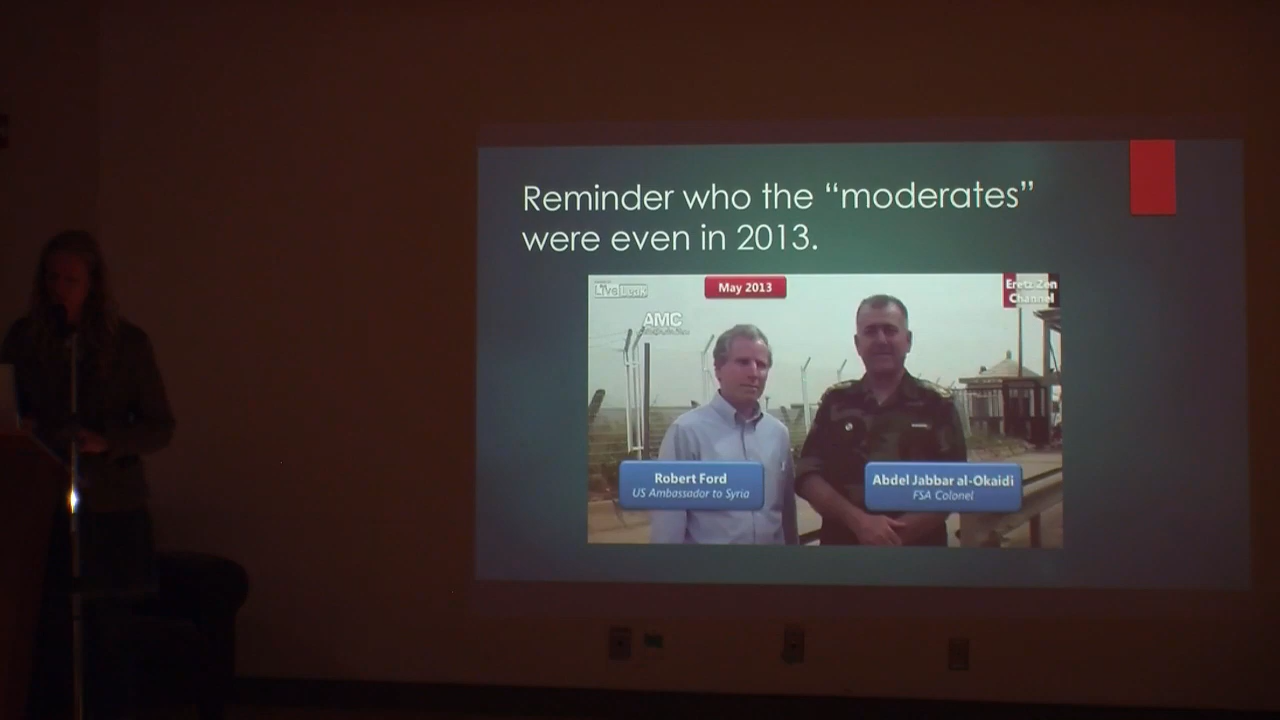 Reminder who the “moderates”
were even in 2013.
May 2013
LiveLeak
Eretz Zen
Channel
AMC
Robert Ford
US Ambassador to Syria
Abdel Jabbar al-Okaidi
FSA Colonel